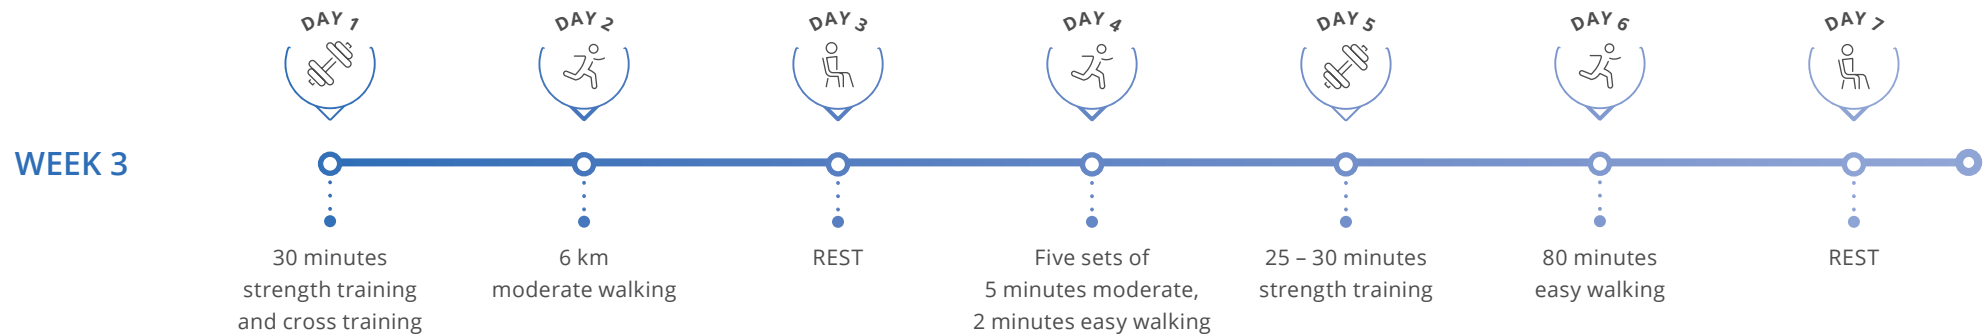 DAY 1
DAY 2
DAY 3
DAY 4
DAY 5
DAY 6
DAY 7
WEEK 3
30 minutes
strength training
and cross training
6 km
moderate walking
REST
Five sets of
5 minutes moderate,
2 minutes easy walking
25 – 30 minutes
strength training
80 minutes
easy walking
REST